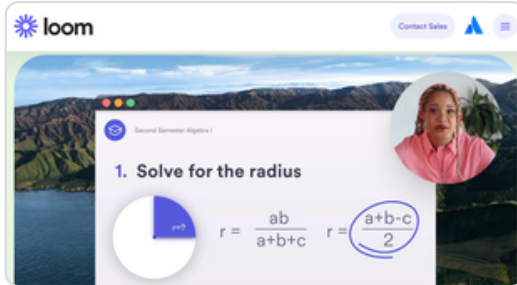 loom
Contact Sales
Second Semester Algebra I
1. Solve for the radius
r=?
r = ab / a+b+c r = a+b-c / 2